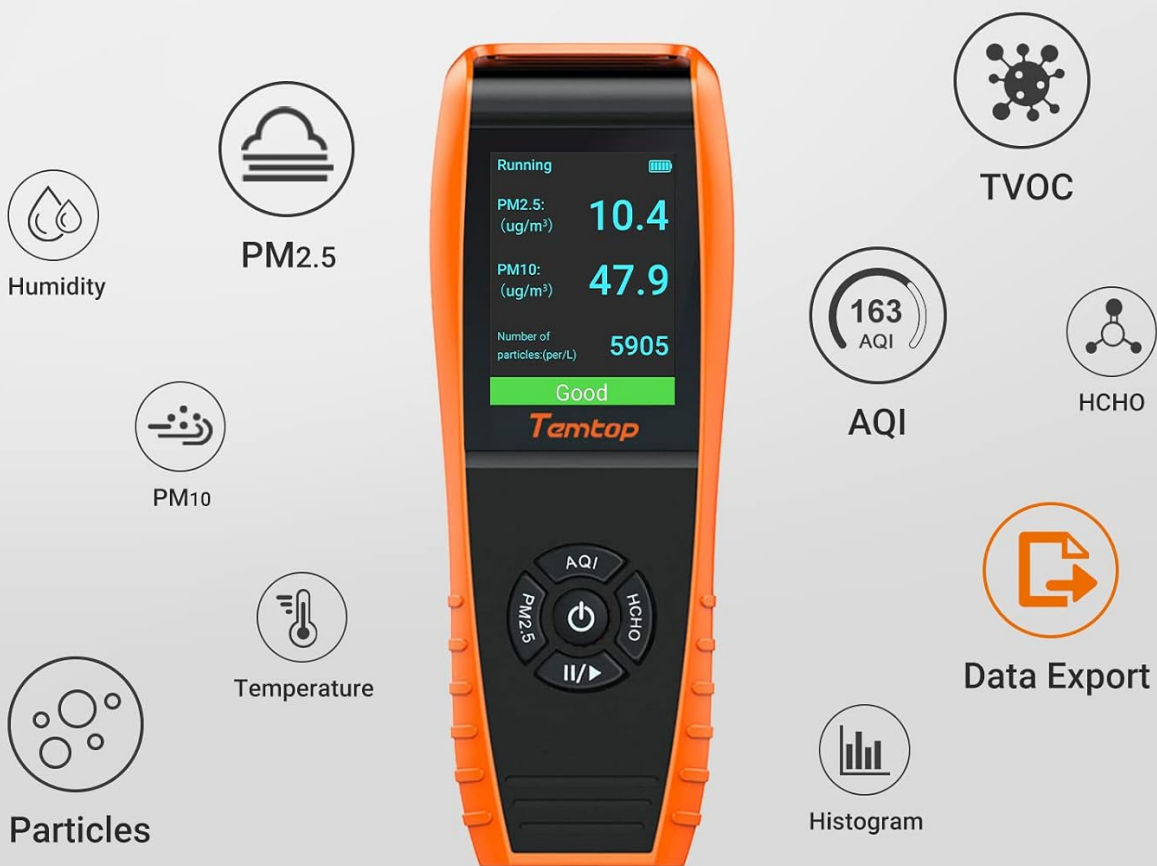 TVOC
PM2.5
Humidity
Running
PM2.5:
(ug/m³)
10.4
PM10:
(ug/m³)
47.9
Number of
particles:(per/L)
5905
Good
Temtop
163
AQI
AQI
HCHO
PM10
AQI
PM2.5
HCHO
II/▶
Temperature
Data Export
Particles
Histogram